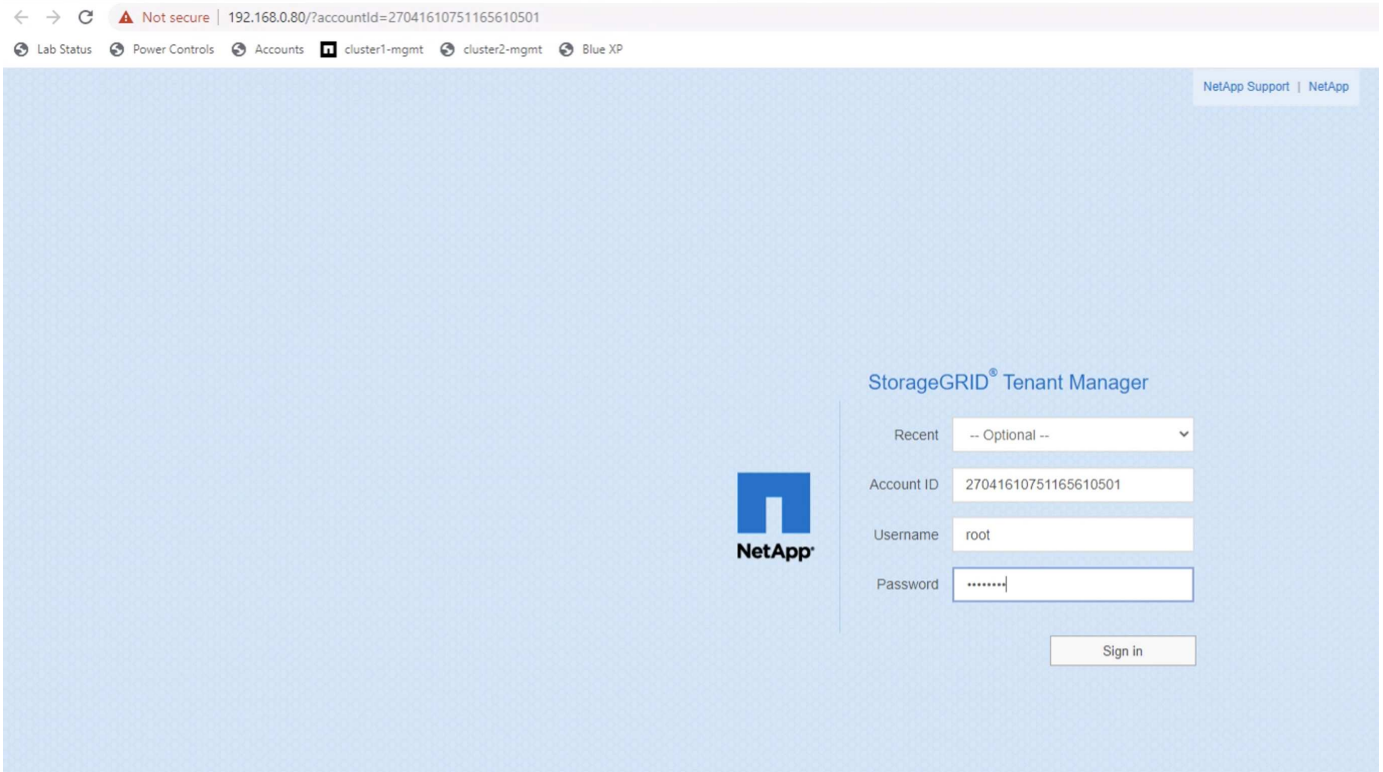 Not secure | 192.168.0.80/?accountId=27041610751165610501
Lab Status Power Controls Accounts cluster1-mgmt cluster2-mgmt Blue XP
NetApp Support | NetApp
StorageGRID® Tenant Manager
Recent -- Optional --
Account ID 27041610751165610501
Username root
NetApp®
Password ••••••••
Sign in